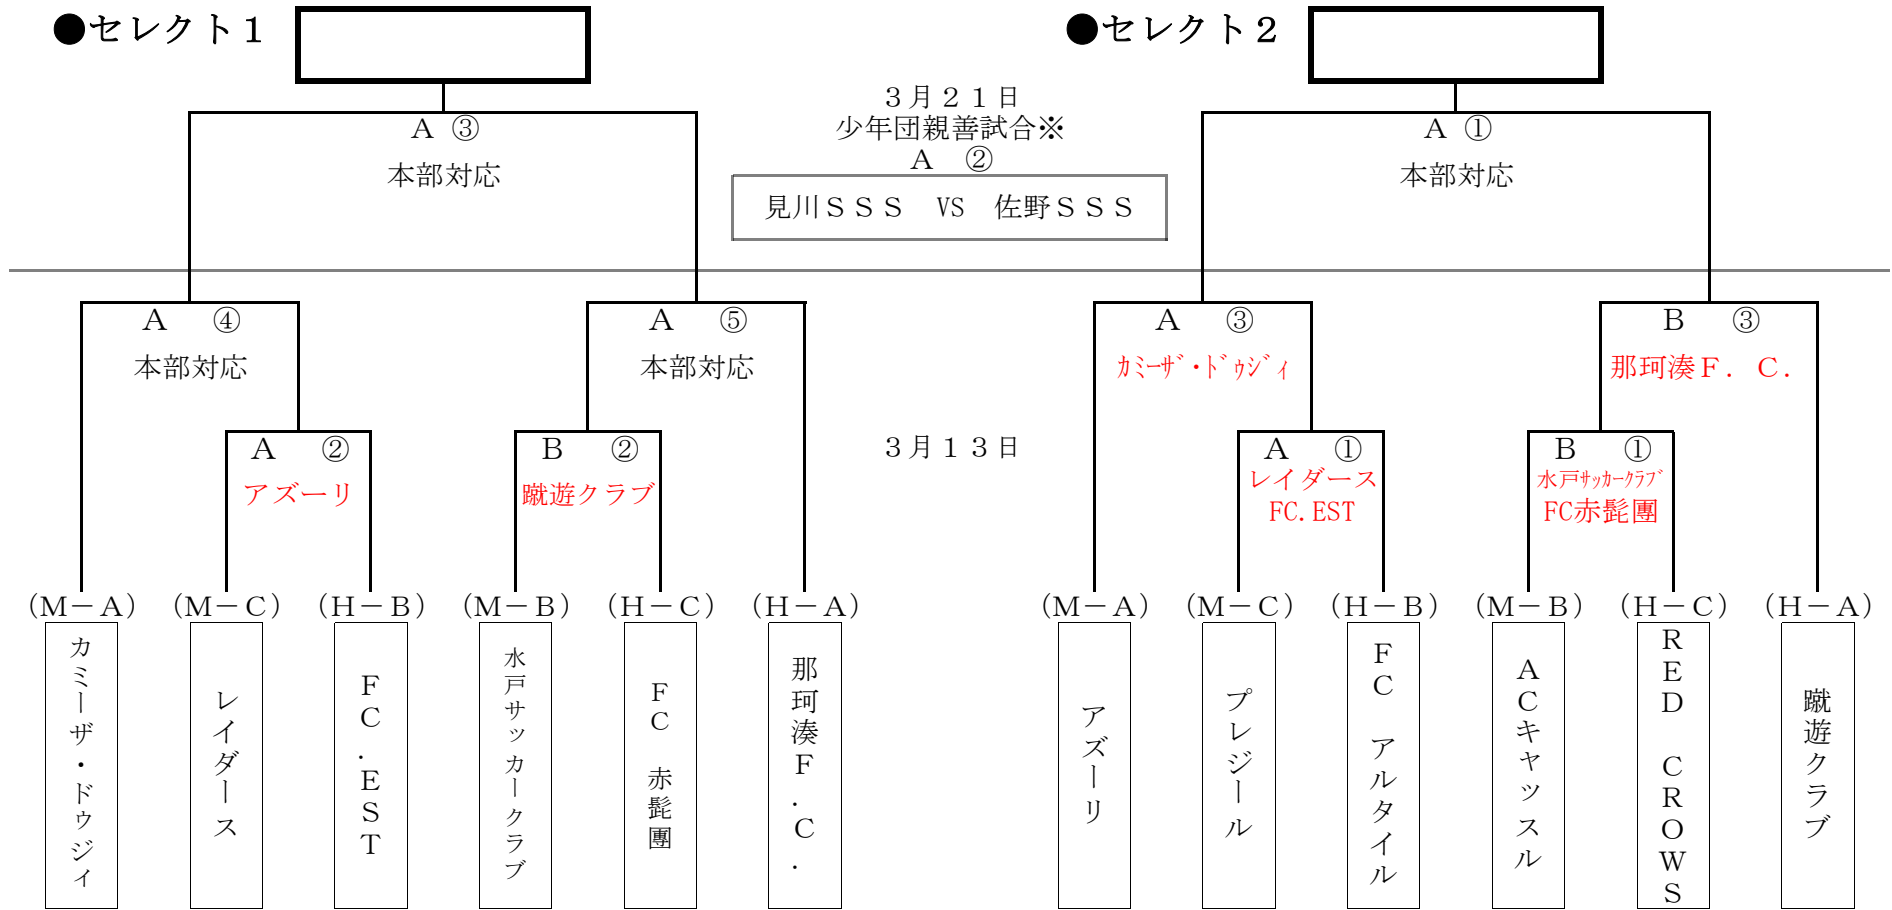 ●セレクト１
●セレクト２
３月２１日
少年団親善試合※
Ａ　②
見川ＳＳＳ　VS　佐野ＳＳＳ
Ａ ③
本部対応
Ａ ①
本部対応
Ａ　④
本部対応
Ａ　⑤
本部対応
Ａ　③
ｶﾐｰｻﾞ・ﾄﾞｩｼﾞｨ
Ｂ　③
那珂湊Ｆ．Ｃ．
Ａ　②
アズーリ
Ｂ　②
蹴遊クラブ
３月１３日
Ａ　①
レイダース
FC.EST
Ｂ　①
水戸ｻｯｶｰｸﾗﾌﾞ
FC赤髭團
(Ｍ－Ａ)
(Ｍ－Ｃ)
(Ｈ－Ｂ)
(Ｍ－Ｂ)
(Ｈ－Ｃ)
(Ｈ－Ａ)
(Ｍ－Ａ)
(Ｍ－Ｃ)
(Ｈ－Ｂ)
(Ｍ－Ｂ)
(Ｈ－Ｃ)
(Ｈ－Ａ)
カミーザ・ドゥジィ
レイダース
ＦＣ．ＥＳＴ
水戸サッカークラブ
ＦＣ　赤髭團
那珂湊Ｆ．Ｃ．
アズーリ
プレジール
ＦＣ　アルタイル
ＡＣキャッスル
ＲＥＤ　ＣＲＯＷＳ
蹴遊クラブ